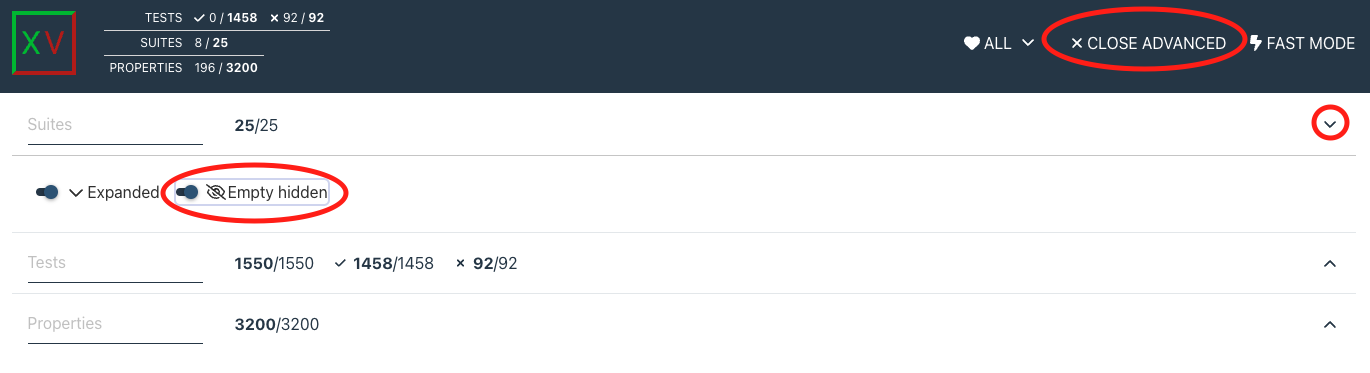 XV
TESTS 0 / 1458 92 / 92
SUITES 8 / 25
PROPERTIES 196 / 3200
ALL CLOSE ADVANCED FAST MODE
Suites 25/25
Expanded Empty hidden
Tests 1550/1550 1458/1458 92/92
Properties 3200/3200